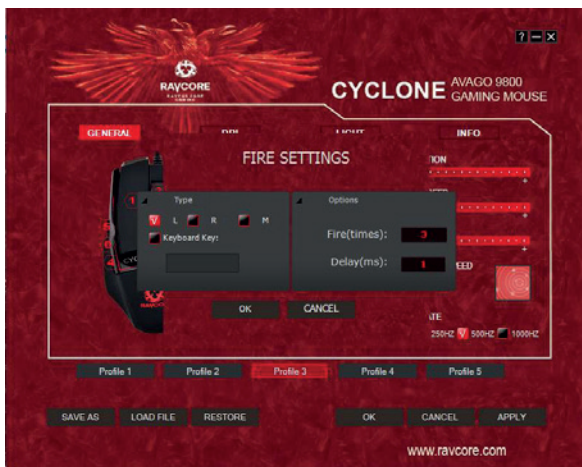 ? — X
RAVCORE
CYCLONE AVAGO 9800 GAMING MOUSE
GENERAL DPI LIGHT INFO
FIRE SETTINGS
Type Options
L R M
Keyboard Key:
Fire(times): 3
Delay(ms): 1
OK CANCEL
250HZ 500HZ 1000HZ
Profile 1 Profile 2 Profile 3 Profile 4 Profile 5
SAVE AS LOAD FILE RESTORE OK CANCEL APPLY
www.ravcore.com